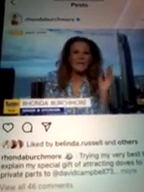 Posts
rhondaburchmore
RHONDA BURCHMORE
Liked by belinda.russell and others
rhondaburchmore Trying my very best to
explain my special gift of attracting doves to
private parts to @davidcampbell73... more
View all 46 comments